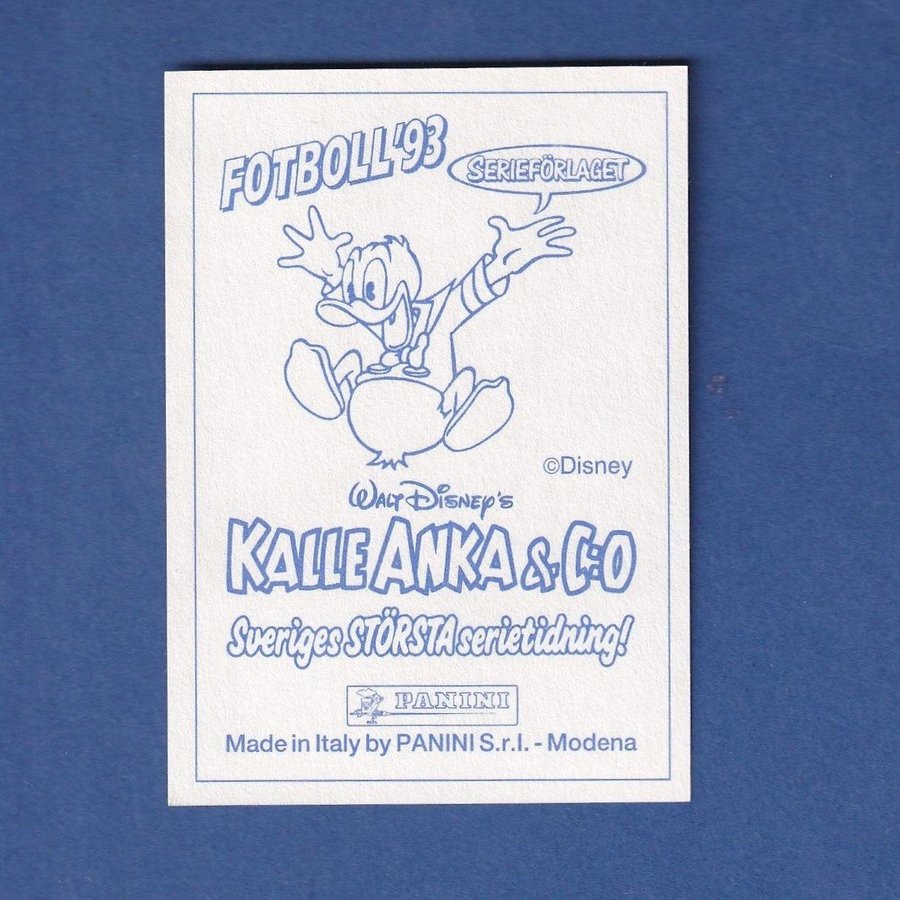 FOTBOLL'93
SERIEFÖRLAGET
©Disney
WALT DISNEY'S
KALLE ANKA & C:O
Sveriges STÖRSTA serietidning!
PANINI
Made in Italy by PANINI S.r.l. - Modena